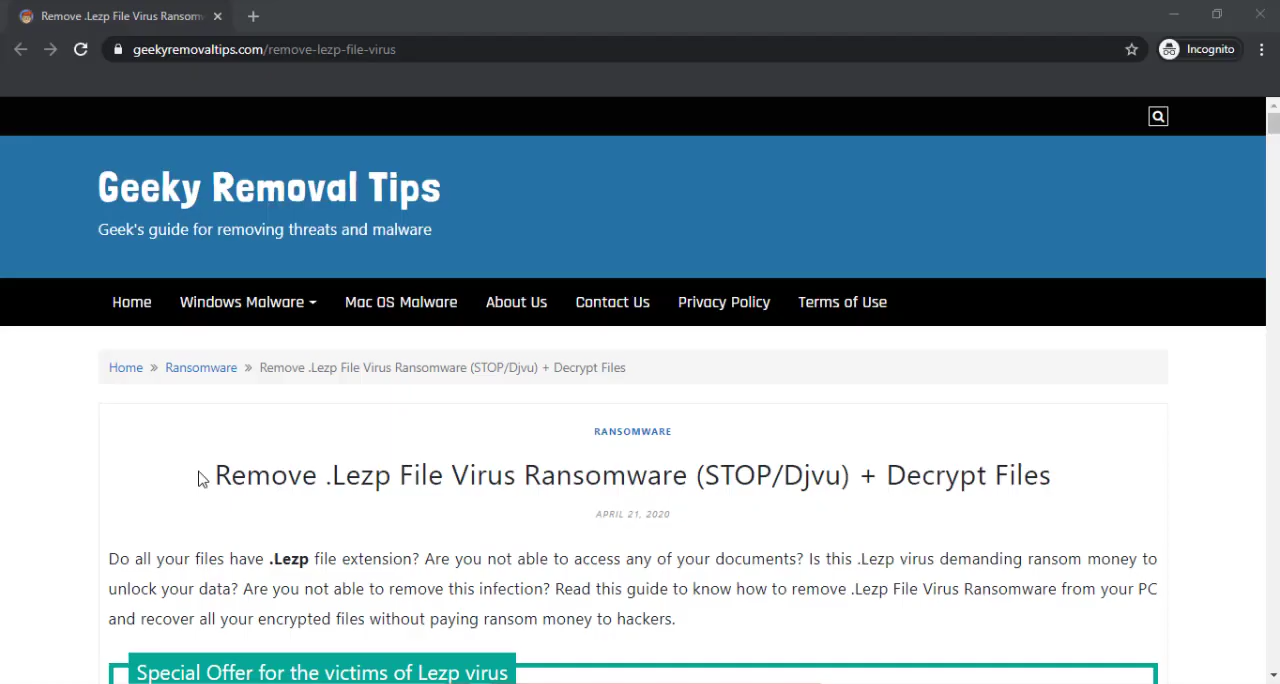 Remove .Lezp File Virus Ransom
geekyremovaltips.com/remove-lezp-file-virus
Incognito
Geeky Removal Tips
Geek's guide for removing threats and malware
Home Windows Malware Mac OS Malware About Us Contact Us Privacy Policy Terms of Use
Home » Ransomware » Remove .Lezp File Virus Ransomware (STOP/Djvu) + Decrypt Files
RANSOMWARE
Remove .Lezp File Virus Ransomware (STOP/Djvu) + Decrypt Files
APRIL 21, 2020
Do all your files have .Lezp file extension? Are you not able to access any of your documents? Is this .Lezp virus demanding ransom money to
unlock your data? Are you not able to remove this infection? Read this guide to know how to remove .Lezp File Virus Ransomware from your PC
and recover all your encrypted files without paying ransom money to hackers.
Special Offer for the victims of Lezp virus